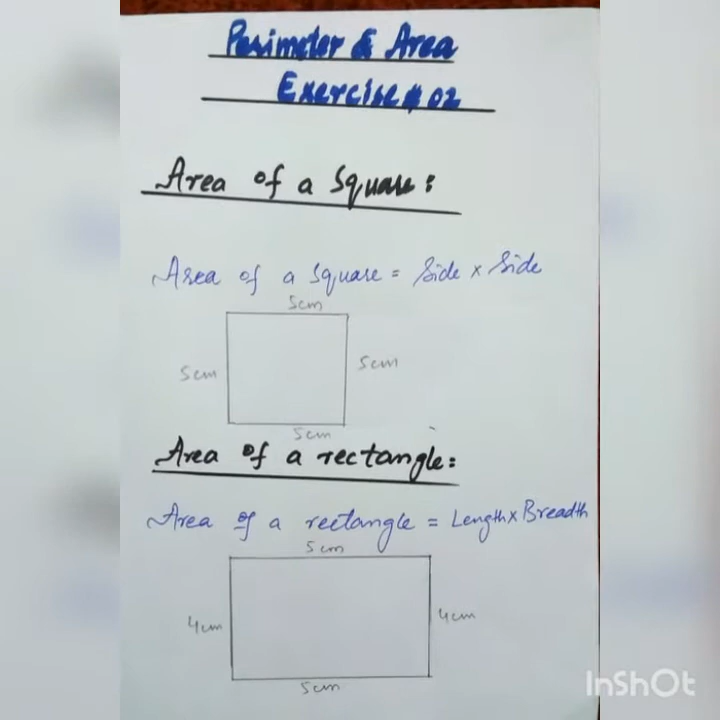 Perimeter & Area
Exercise # 02
Area of a Square:
Area of a Square = Side × Side
5cm
5cm
5cm
5cm
Area of a rectangle:
Area of a rectangle = Length × Breadth
5cm
4cm
4cm
5cm
InShOt